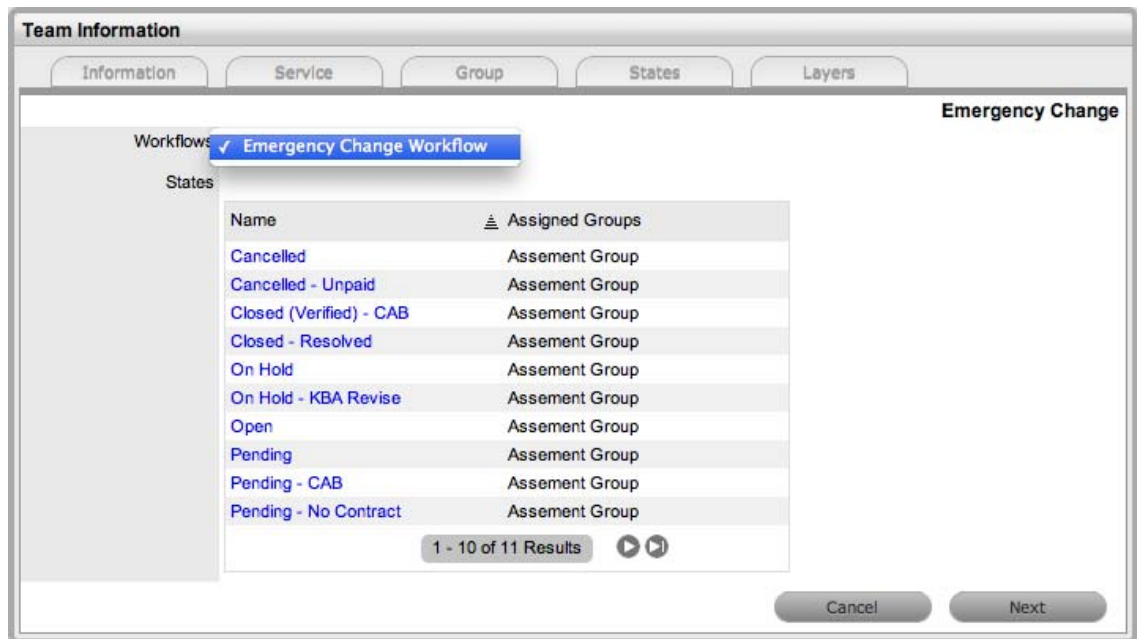 Team Information
Information Service Group States Layers
Emergency Change
Workflows ✓ Emergency Change Workflow
States
Name Assigned Groups
Cancelled Assement Group
Cancelled - Unpaid Assement Group
Closed (Verified) - CAB Assement Group
Closed - Resolved Assement Group
On Hold Assement Group
On Hold - KBA Revise Assement Group
Open Assement Group
Pending Assement Group
Pending - CAB Assement Group
Pending - No Contract Assement Group
1 - 10 of 11 Results
Cancel Next